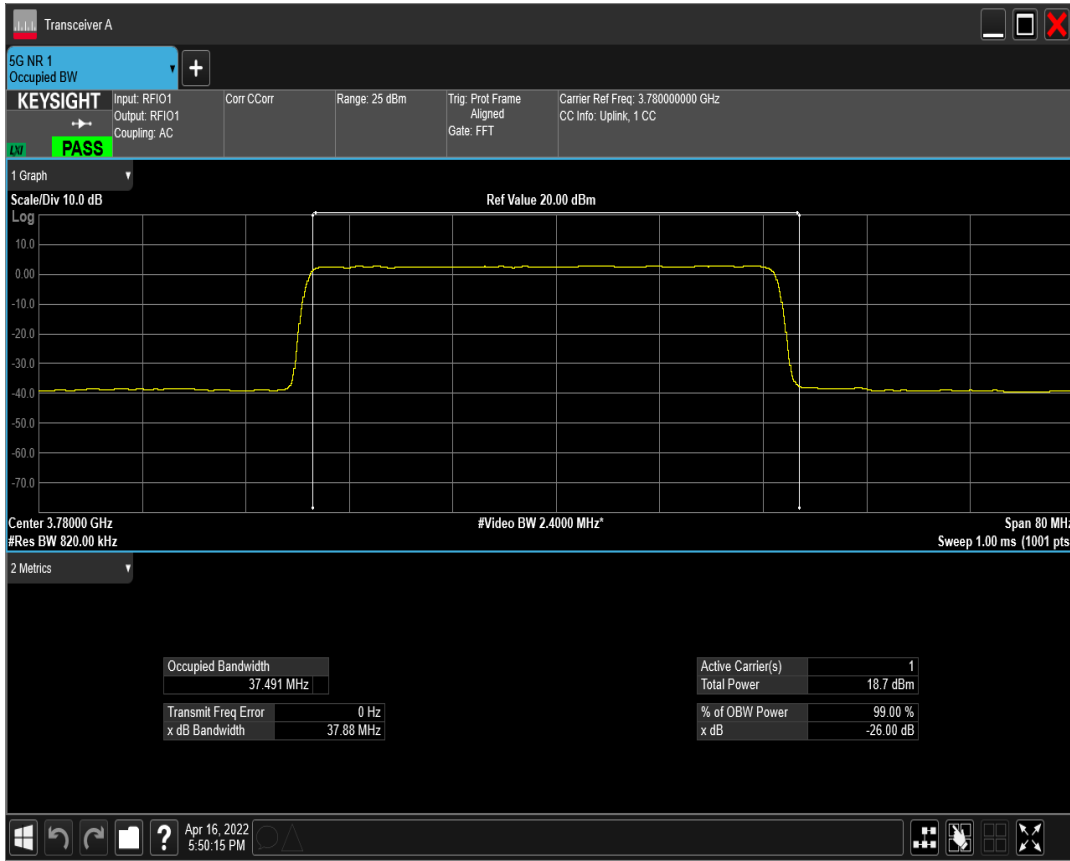 Transceiver A
5G NR 1
Occupied BW
KEYSIGHT
LXI
PASS
Input: RFIO1
Output: RFIO1
Coupling: AC
Corr CCorr
Range: 25 dBm
Trig: Prot Frame
Aligned
Gate: FFT
Carrier Ref Freq: 3.780000000 GHz
CC Info: Uplink, 1 CC
1 Graph
Scale/Div 10.0 dB
Ref Value 20.00 dBm
Log
10.0
0.00
-10.0
-20.0
-30.0
-40.0
-50.0
-60.0
-70.0
Center 3.78000 GHz
#Video BW 2.4000 MHz*
Span 80 MHz
#Res BW 820.00 kHz
Sweep 1.00 ms (1001 pts
2 Metrics
Occupied Bandwidth
37.491 MHz
Transmit Freq Error 0 Hz
x dB Bandwidth 37.88 MHz
Active Carrier(s) 1
Total Power 18.7 dBm
% of OBW Power 99.00 %
x dB -26.00 dB
?
Apr 16, 2022
5:50:15 PM